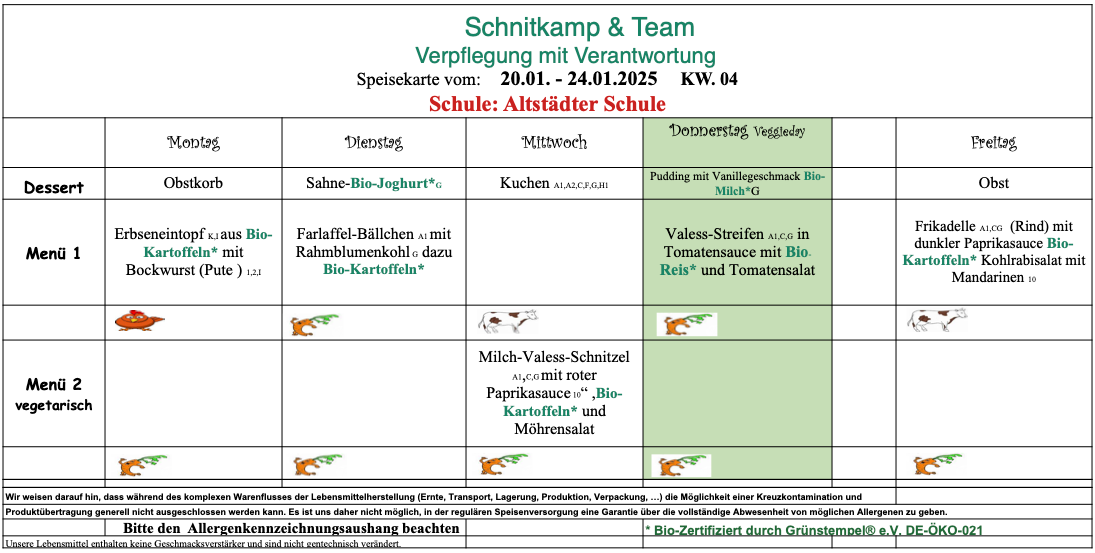 Schnitkamp & Team
Verpflegung mit Verantwortung
Speisekarte vom: 20.01. - 24.01.2025 KW. 04
Schule: Altstädter Schule
Montag
Dienstag
Mittwoch
Donnerstag Veggieday
Freitag
Dessert
Obstkorb
Sahne-Bio-Joghurt*G
Kuchen A1,A2,C,F,G,H1
Pudding mit Vanillegeschmack Bio-
Milch*G
Obst
Menü 1
Erbseneintopf K,I aus Bio-
Kartoffeln* mit
Bockwurst (Pute ) 1,2,I
Farlaffel-Bällchen A1 mit
Rahmblumenkohl G dazu
Bio-Kartoffeln*
Valess-Streifen A1,C,G in
Tomatensauce mit Bio-
Reis* und Tomatensalat
Frikadelle A1,CG (Rind) mit
dunkler Paprikasauce Bio-
Kartoffeln* Kohlrabisalat mit
Mandarinen 10
Menü 2
vegetarisch
Milch-Valess-Schnitzel
A1,C,G mit roter
Paprikasauce 10“ ,Bio-
Kartoffeln* und
Möhrensalat
Wir weisen darauf hin, dass während des komplexen Warenflusses der Lebensmittelherstellung (Ernte, Transport, Lagerung, Produktion, Verpackung, …) die Möglichkeit einer Kreuzkontamination und
Produktübertragung generell nicht ausgeschlossen werden kann. Es ist uns daher nicht möglich, in der regulären Speisenversorgung eine Garantie über die vollständige Abwesenheit von möglichen Allergenen zu geben.
Bitte den Allergenkennzeichnungsaushang beachten
* Bio-Zertifiziert durch Grünstempel® e.V. DE-ÖKO-021
Unsere Lebensmittel enthalten keine Geschmacksverstärker und sind nicht gentechnisch verändert.